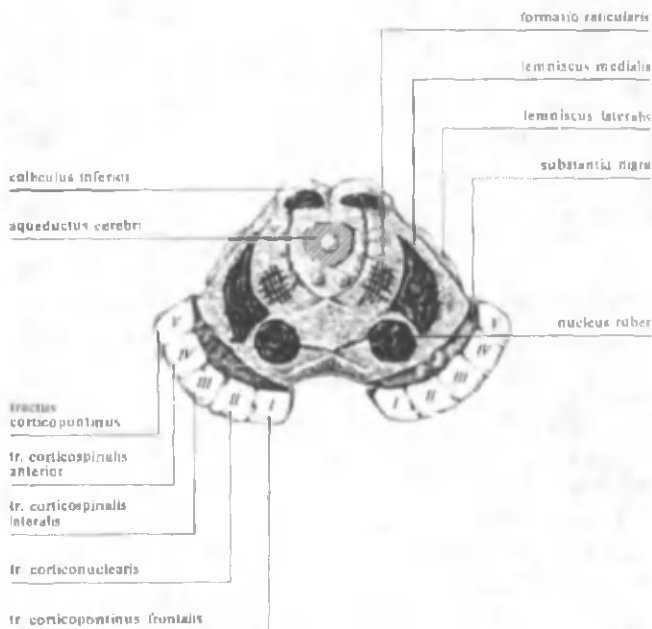 formatio reticularis
lemniscus medialis
lemniscus lateralis
substantia nigra
colliculus inferior
aqueductus cerebri
nucleus ruber
V
IV
III
II
I
I
II
III
IV
V
tractus
corticopontinus
tr. corticospinalis
anterior
tr. corticospinalis
lateralis
tr. corticonuclearis
tr. corticopontinus frontalis